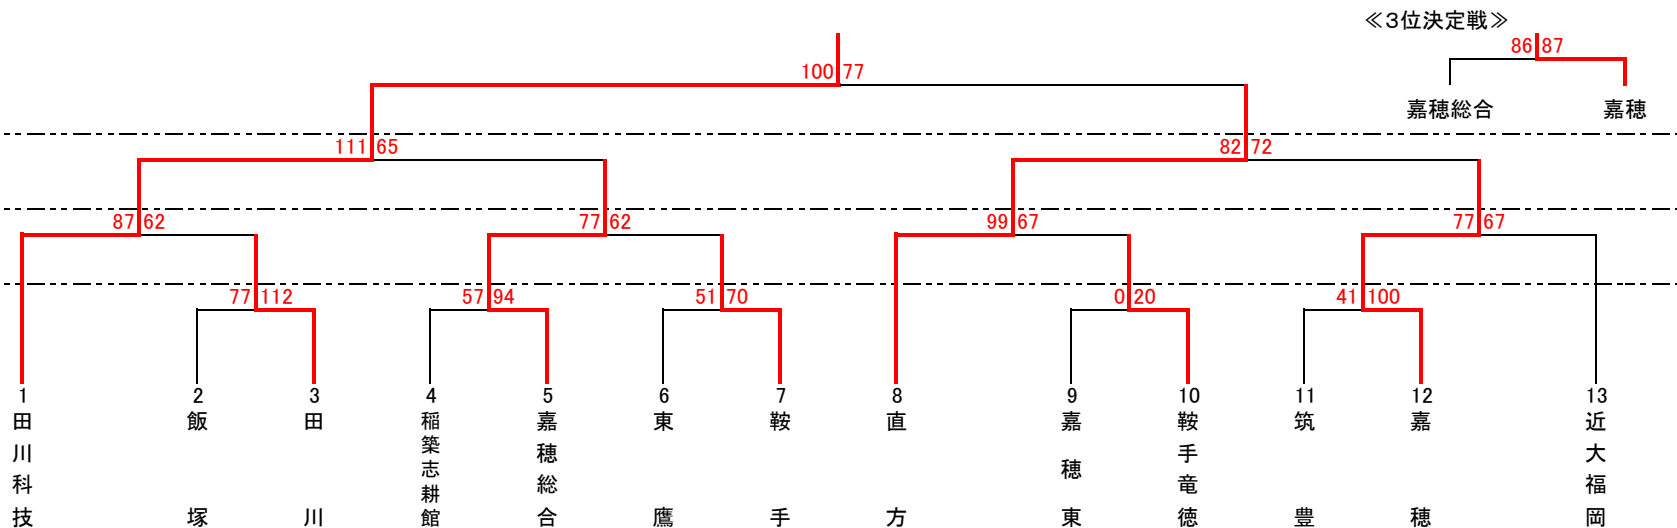 ≪3位決定戦≫
86 87
嘉穂総合 嘉穂
100 77
111 65 82 72
87 62 77 62 99 67 77 67
77 112 57 94 51 70 0 20 41 100
1 2 3 4 5 6 7 8 9 10 11 12 13
田川科技
飯塚
田川
稲築志耕館
嘉穂総合
東鷹
鞍手
直方
嘉穂東
鞍手竜徳
筑豊
嘉穂
近大福岡